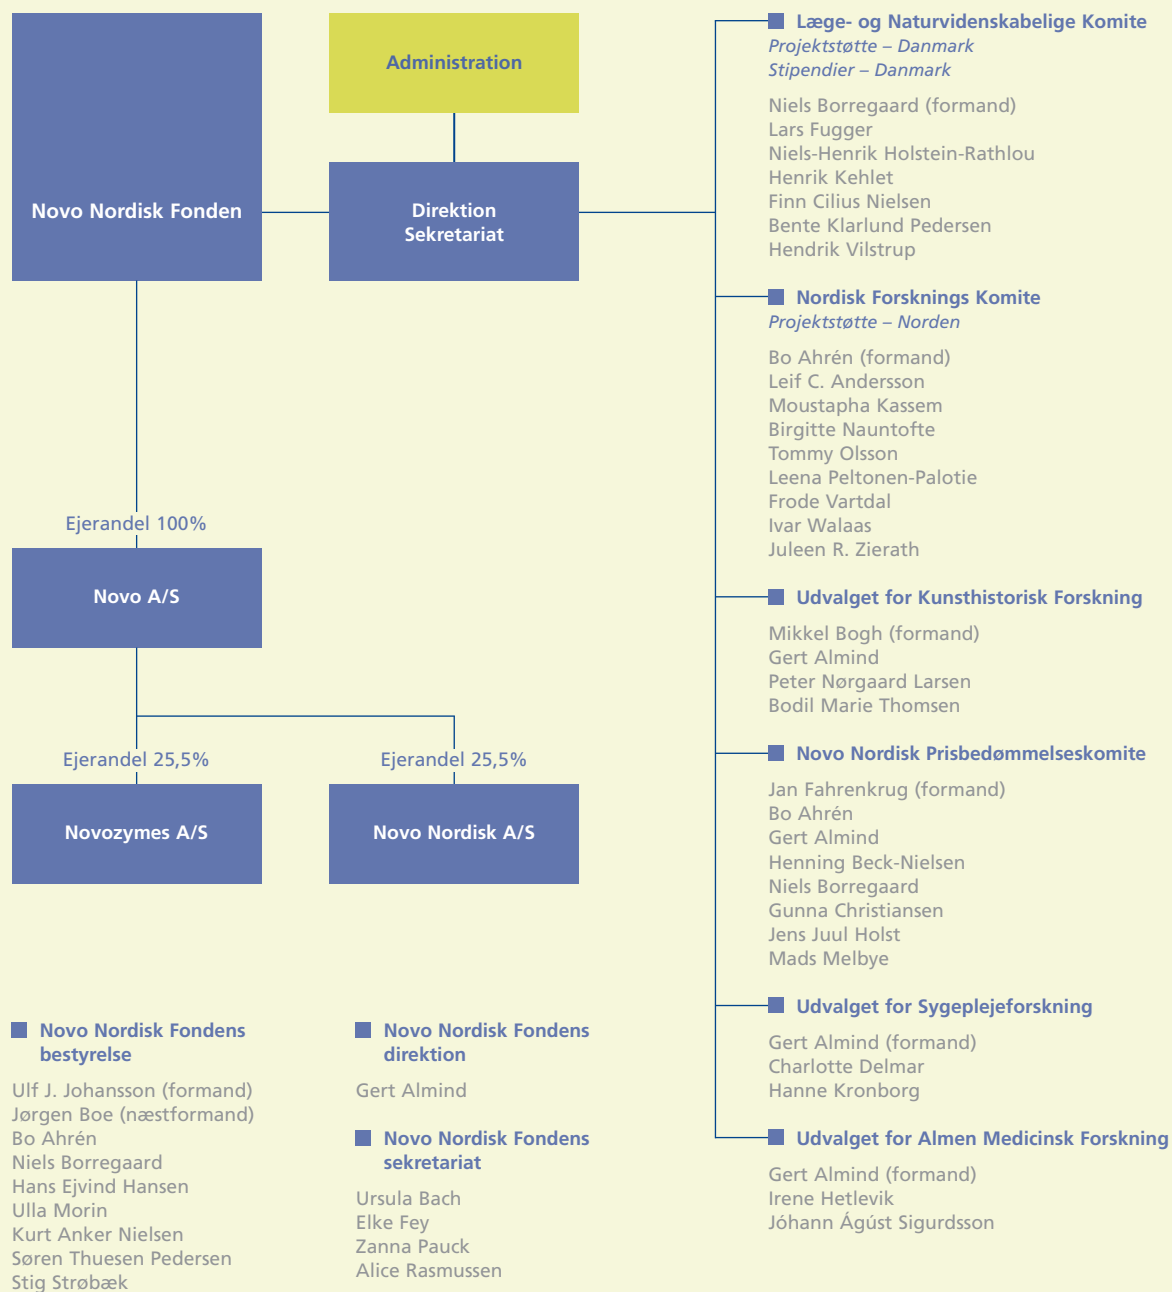 Novo Nordisk Fonden
Administration
Direktion
Sekretariat
Ejerandel 100%
Novo A/S
Ejerandel 25,5%
Ejerandel 25,5%
Novozymes A/S
Novo Nordisk A/S
Læge- og Naturvidenskabelige Komite
Projektstøtte – Danmark
Stipendier – Danmark
Niels Borregaard (formand)
Lars Fugger
Niels-Henrik Holstein-Rathlou
Henrik Kehlet
Finn Cilius Nielsen
Bente Klarlund Pedersen
Hendrik Vilstrup
Nordisk Forsknings Komite
Projektstøtte – Norden
Bo Ahrén (formand)
Leif C. Andersson
Moustapha Kassem
Birgitte Nauntofte
Tommy Olsson
Leena Peltonen-Palotie
Frode Vartdal
Ivar Walaas
Juleen R. Zierath
Udvalget for Kunsthistorisk Forskning
Mikkel Bogh (formand)
Gert Almind
Peter Nørgaard Larsen
Bodil Marie Thomsen
Novo Nordisk Prisbedømmelseskomite
Jan Fahrenkrug (formand)
Bo Ahrén
Gert Almind
Henning Beck-Nielsen
Niels Borregaard
Gunna Christiansen
Jens Juul Holst
Mads Melbye
Udvalget for Sygeplejeforskning
Gert Almind (formand)
Charlotte Delmar
Hanne Kronborg
Udvalget for Almen Medicinsk Forskning
Gert Almind (formand)
Irene Hetlevik
Jóhann Ágúst Sigurdsson
Novo Nordisk Fondens
bestyrelse
Ulf J. Johansson (formand)
Jørgen Boe (næstformand)
Bo Ahrén
Niels Borregaard
Hans Ejvind Hansen
Ulla Morin
Kurt Anker Nielsen
Søren Thuesen Pedersen
Stig Strøbæk
Novo Nordisk Fondens
direktion
Gert Almind
Novo Nordisk Fondens
sekretariat
Ursula Bach
Elke Fey
Zanna Pauck
Alice Rasmussen